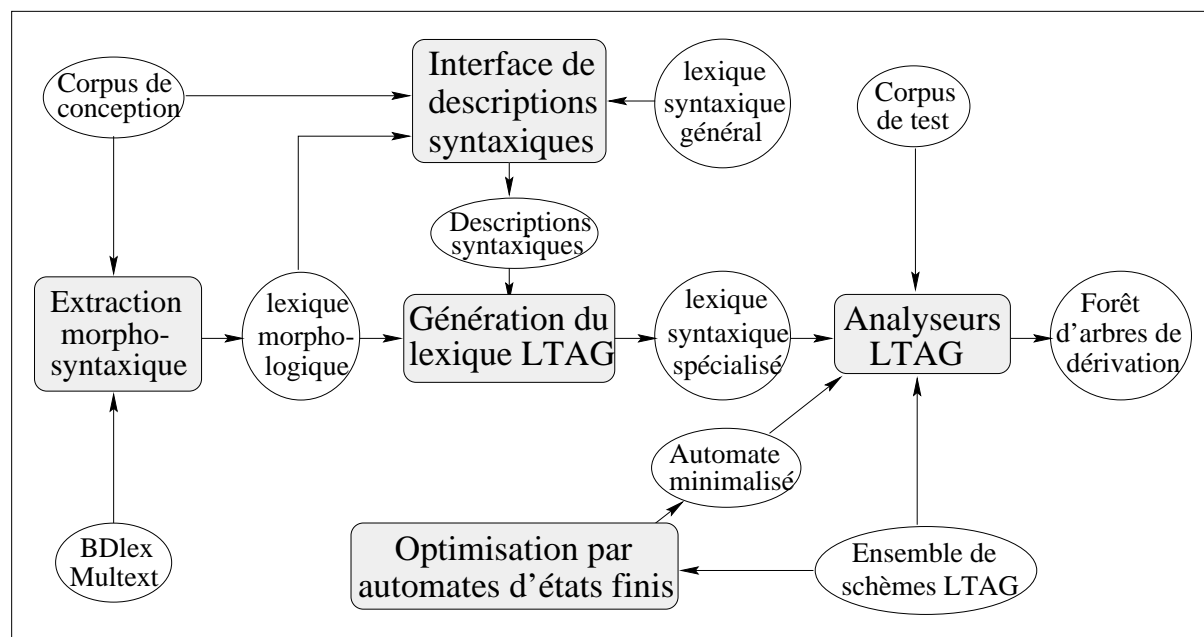 Corpus de
conception
Interface de
descriptions
syntaxiques
lexique
syntaxique
général
Corpus
de test
Descriptions
syntaxiques
Extraction
morpho-
syntaxique
lexique
morpho-
logique
Génération du
lexique LTAG
lexique
syntaxique
spécialisé
Analyseurs
LTAG
Forêt
d'arbres de
dérivation
Automate
minimalisé
BDlex
Multext
Optimisation par
automates d'états finis
Ensemble de
schèmes LTAG